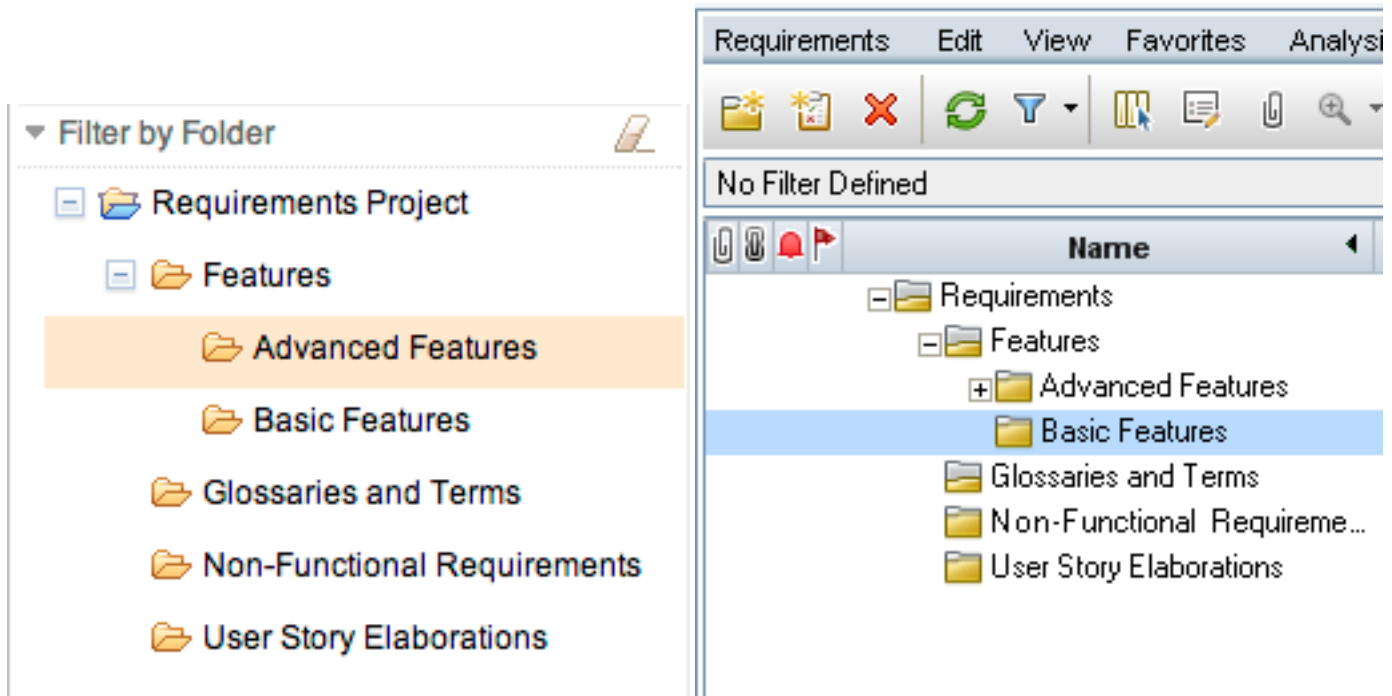 Filter by Folder
Requirements Project
Features
Advanced Features
Basic Features
Glossaries and Terms
Non-Functional Requirements
User Story Elaborations
Requirements Edit View Favorites Analysi
No Filter Defined
Name
Requirements
Features
Advanced Features
Basic Features
Glossaries and Terms
Non-Functional Requireme...
User Story Elaborations